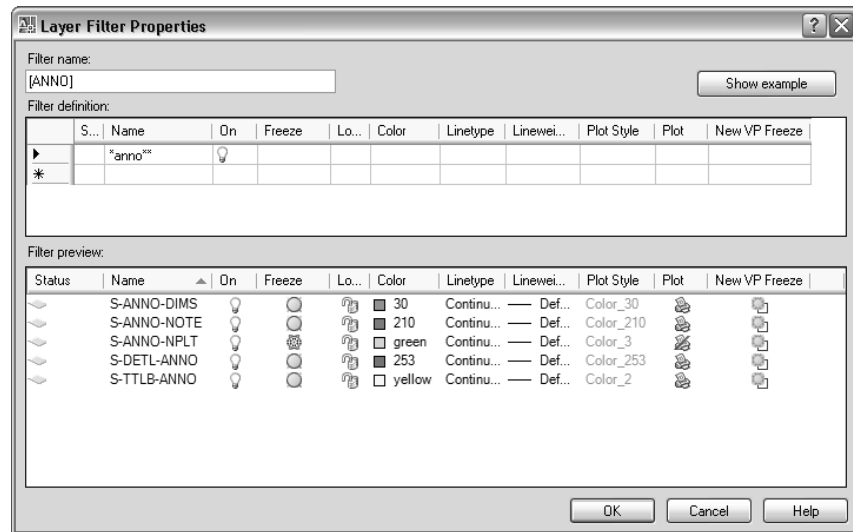 Layer Filter Properties
Filter name:
[ANNO]
Show example
Filter definition:
S... Name On Freeze Lo... Color Linetype Linewei... Plot Style Plot New VP Freeze
*anno**
Filter preview:
Status Name On Freeze Lo... Color Linetype Linewei... Plot Style Plot New VP Freeze
S-ANNO-DIMS 30 Continu... Def... Color_30
S-ANNO-NOTE 210 Continu... Def... Color_210
S-ANNO-NPLT green Continu... Def... Color_3
S-DETL-ANNO 253 Continu... Def... Color_253
S-TTLB-ANNO yellow Continu... Def... Color_2
OK Cancel Help